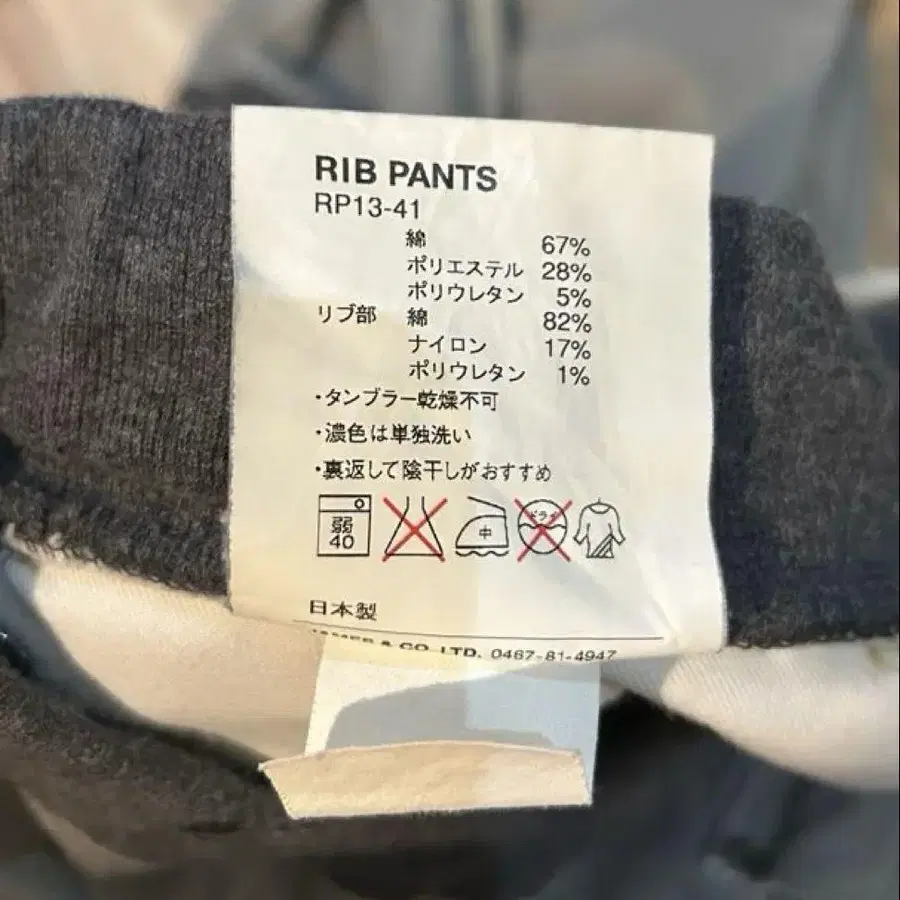 RIB PANTS
RP13-41
綿 67%
ポリエステル 28%
ポリウレタン 5%
リブ部 綿 82%
ナイロン 17%
ポリウレタン 1%
・タンブラー乾燥不可
・濃色は単独洗い
・裏返して陰干しがおすすめ
弱 40 中 ドライ
日本製
& CO. LTD. 0467-81-4947